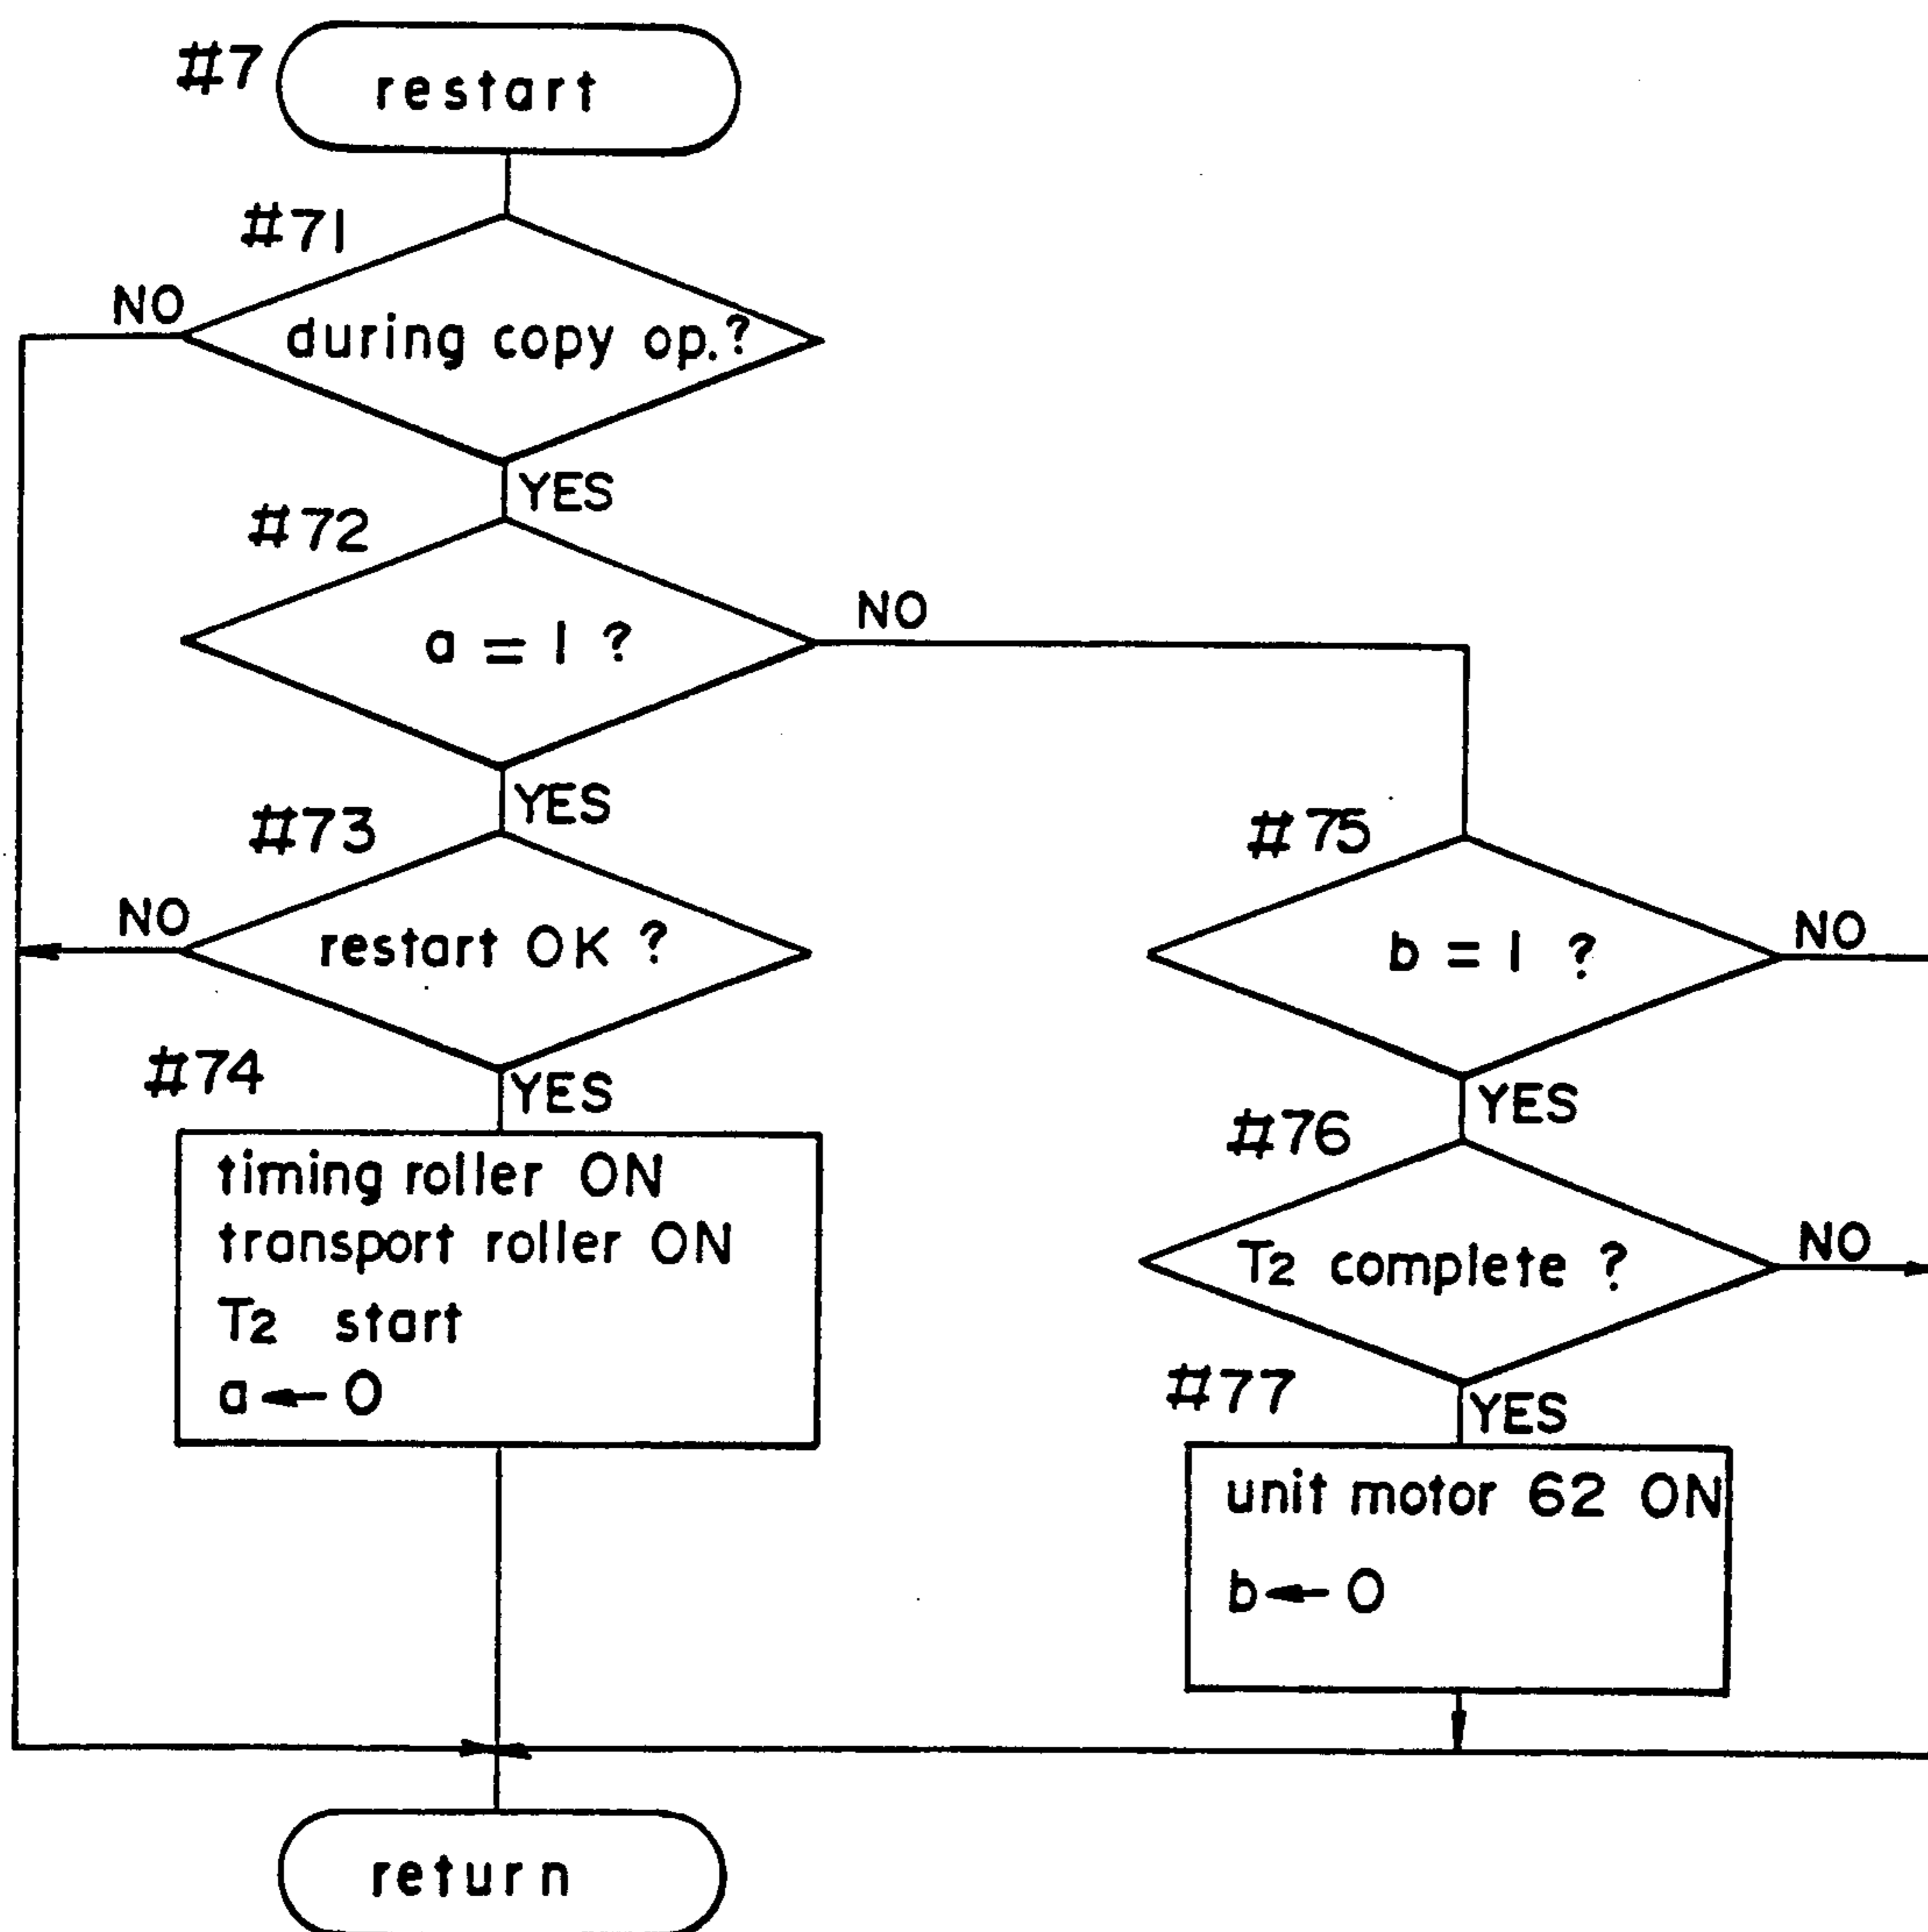 #7 restart
#71
NO
during copy op.?
YES
#72
a = 1 ?
NO
YES
#73
NO
restart OK ?
YES
#74
timing roller ON
transport roller ON
T2 start
a ← 0
#75
b = 1 ?
NO
YES
#76
T2 complete ?
NO
YES
#77
unit motor 62 ON
b ← 0
return